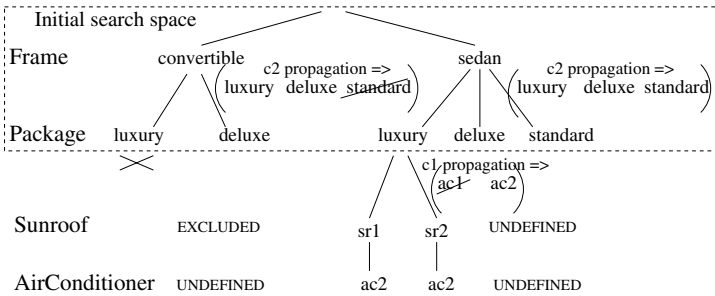 Initial search space
Frame convertible sedan
c2 propagation => c2 propagation =>
(luxury deluxe standard) (luxury deluxe standard)
Package luxury deluxe luxury deluxe standard
c1 propagation =>
(ac1 ac2)
Sunroof EXCLUDED sr1 sr2 UNDEFINED
AirConditioner UNDEFINED ac2 ac2 UNDEFINED